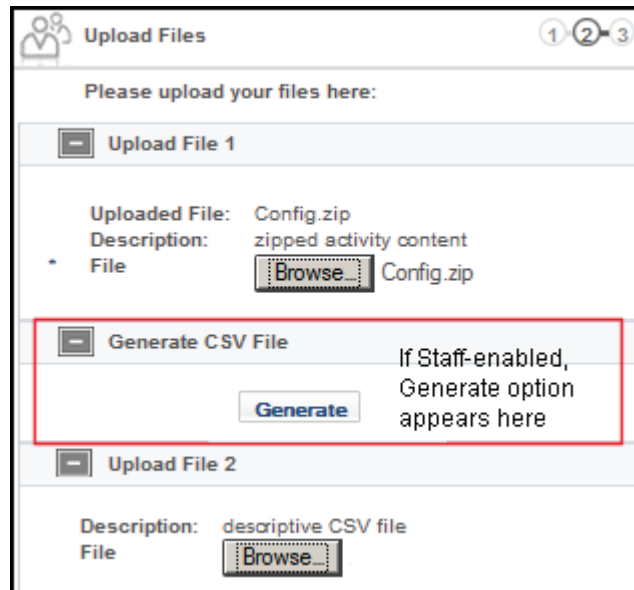 Upload Files
1 2 3
Please upload your files here:
Upload File 1
Uploaded File: Config.zip
Description: zipped activity content
* File Browse... Config.zip
Generate CSV File
If Staff-enabled,
Generate option
appears here
Generate
Upload File 2
Description: descriptive CSV file
File Browse...